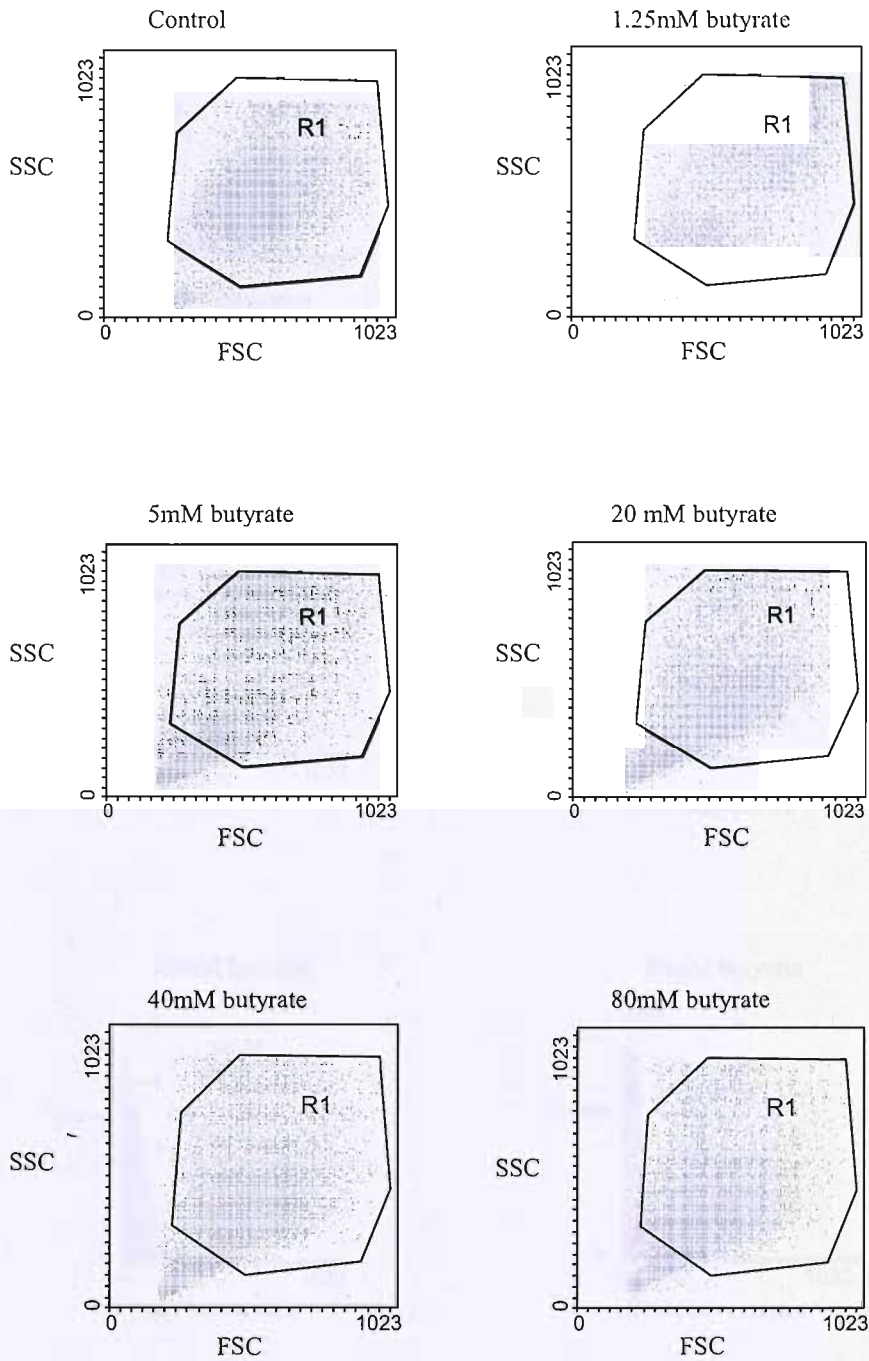 Control
1023
SSC
R1
0
0
1023
FSC
1.25mM butyrate
1023
SSC
R1
0
0
1023
FSC
5mM butyrate
1023
SSC
R1
0
0
1023
FSC
20 mM butyrate
1023
SSC
R1
0
0
1023
FSC
40mM butyrate
1023
SSC
R1
0
0
1023
FSC
80mM butyrate
1023
SSC
R1
0
0
1023
FSC